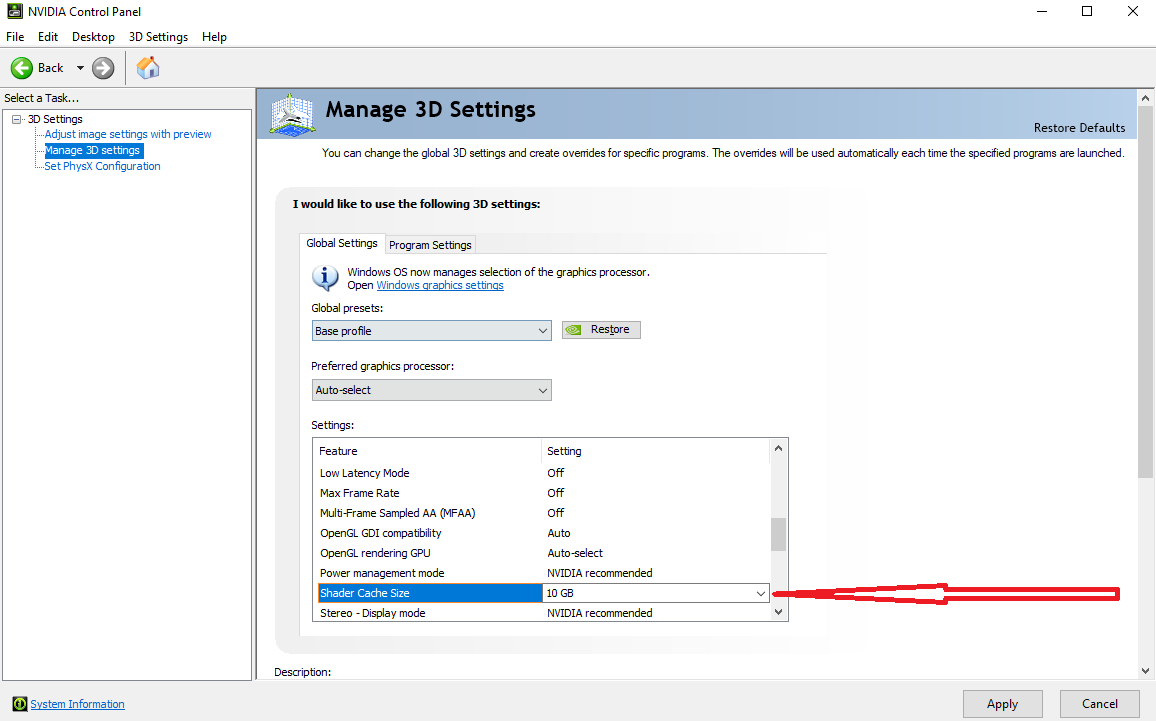 NVIDIA Control Panel
File Edit Desktop 3D Settings Help
Back
Select a Task...
3D Settings
Adjust image settings with preview
Manage 3D settings
Set PhysX Configuration
Manage 3D Settings
Restore Defaults
You can change the global 3D settings and create overrides for specific programs. The overrides will be used automatically each time the specified programs are launched.
I would like to use the following 3D settings:
Global Settings Program Settings
Windows OS now manages selection of the graphics processor.
Open Windows graphics settings
Global presets:
Base profile Restore
Preferred graphics processor:
Auto-select
Settings:
Feature Setting
Low Latency Mode Off
Max Frame Rate Off
Multi-Frame Sampled AA (MFAA) Off
OpenGL GDI compatibility Auto
OpenGL rendering GPU Auto-select
Power management mode NVIDIA recommended
Shader Cache Size 10 GB
Stereo - Display mode NVIDIA recommended
Description:
System Information
Apply Cancel